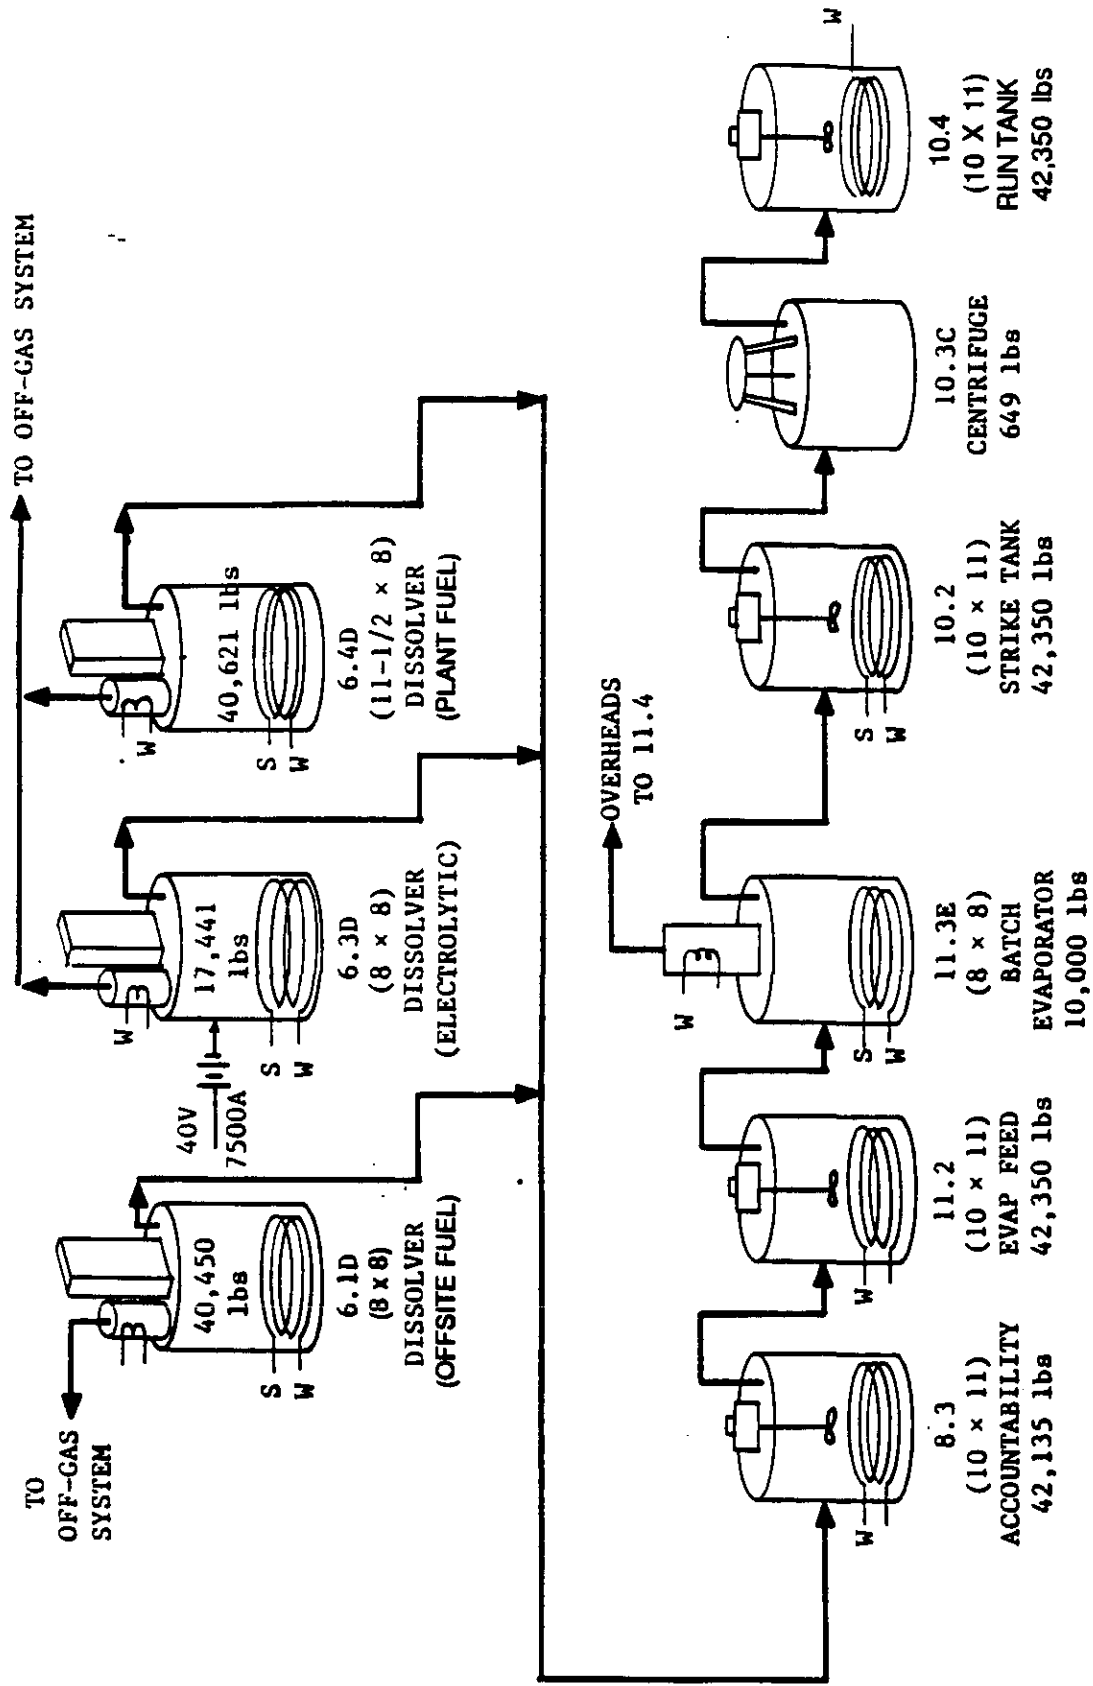 TO OFF-GAS SYSTEM
TO
OFF-GAS
SYSTEM
40,450
lbs
S
W
6.1D
(8 x 8)
DISSOLVER
(OFFSITE FUEL)
W
17,441
lbs
40V
7500A
S
W
6.3D
(8 × 8)
DISSOLVER
(ELECTROLYTIC)
W
40,621 lbs
S
W
6.4D
(11-1/2 × 8)
DISSOLVER
(PLANT FUEL)
W
8.3
(10 × 11)
ACCOUNTABILITY
42,135 lbs
W
11.2
(10 × 11)
EVAP FEED
42,350 lbs
OVERHEADS
TO 11.4
W
S
W
11.3E
(8 × 8)
BATCH
EVAPORATOR
10,000 lbs
S
W
10.2
(10 × 11)
STRIKE TANK
42,350 lbs
10.3C
CENTRIFUGE
649 lbs
W
10.4
(10 X 11)
RUN TANK
42,350 lbs